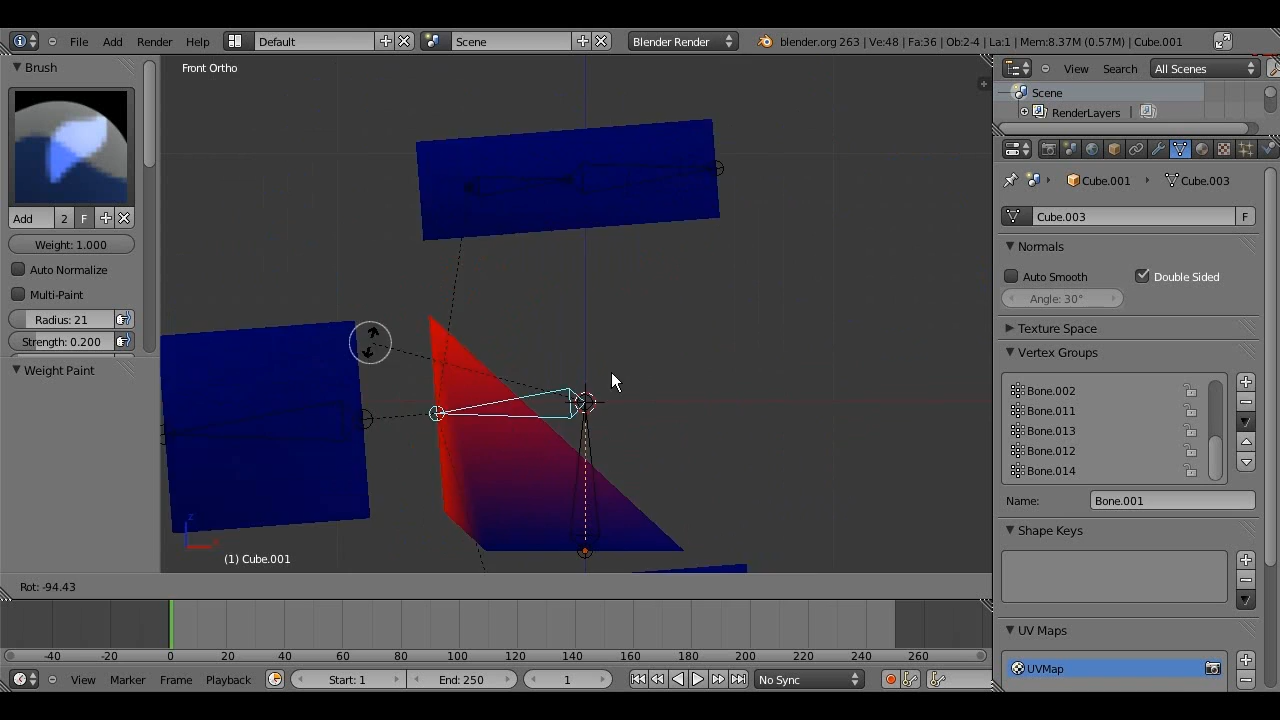 File Add Render Help Default Scene Blender Render blender.org 263 | Ve:48 | Fa:36 | Ob:2-4 | La:1 | Mem:8.37M (0.57M) | Cube.001
Brush
Front Ortho
View Search All Scenes
Scene
RenderLayers
Cube.001 Cube.003
Add 2 F
Cube.003 F
Weight: 1.000
Normals
Auto Normalize
Auto Smooth Double Sided
Multi-Paint
Angle: 30°
Radius: 21
Texture Space
Strength: 0.200
Vertex Groups
Weight Paint
Bone.002
Bone.011
Bone.013
Bone.012
Bone.014
Name: Bone.001
Shape Keys
z
x
(1) Cube.001
Rot: -94.43
UV Maps
UVMap
-40 -20 0 20 40 60 80 100 120 140 160 180 200 220 240 260
View Marker Frame Playback Start: 1 End: 250 1 No Sync